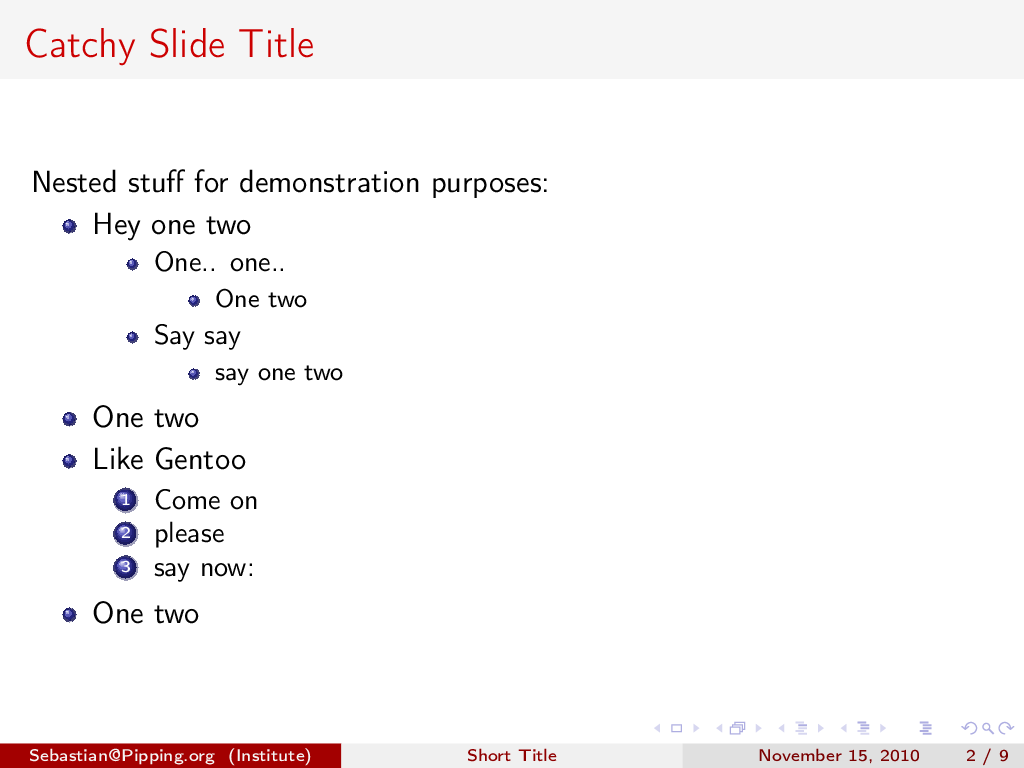 Catchy Slide Title
Nested stuff for demonstration purposes:
Hey one two
One.. one..
One two
Say say
say one two
One two
Like Gentoo
1 Come on
2 please
3 say now:
One two
Sebastian@Pipping.org (Institute) Short Title November 15, 2010 2 / 9